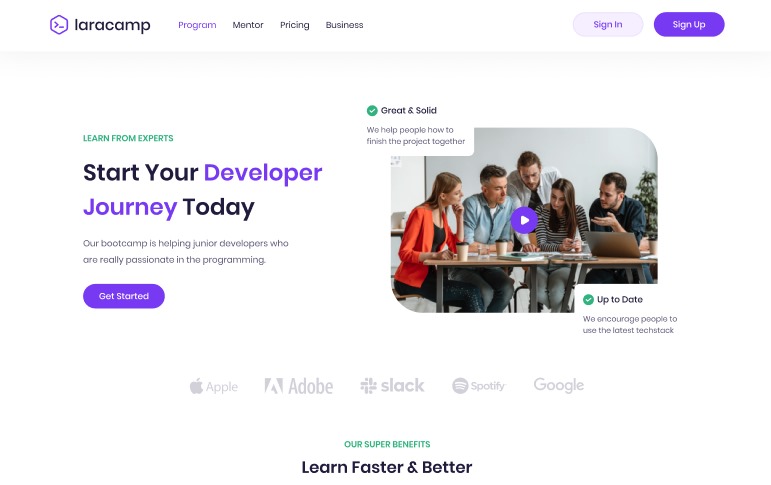 laracamp
Program Mentor Pricing Business
Sign In Sign Up
Great & Solid
We help people how to
finish the project together
LEARN FROM EXPERTS
Start Your Developer
Journey Today
Our bootcamp is helping junior developers who
are really passionate in the programming.
Get Started
Up to Date
We encourage people to
use the latest techstack
Apple Adobe slack Spotify Google
OUR SUPER BENEFITS
Learn Faster & Better